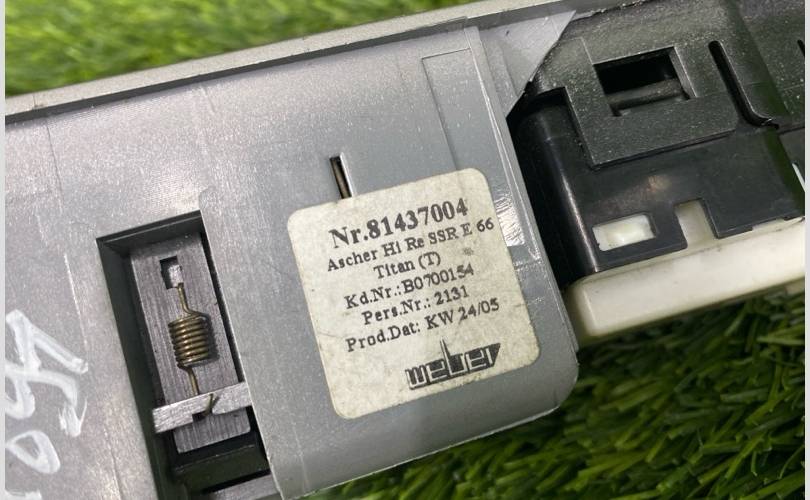 Nr.81437004
Ascher Hi Re SSR E 66
Titan (T)
Kd.Nr.:B0700154
Pers.Nr.: 2131
Prod.Dat: KW 24/05
weber